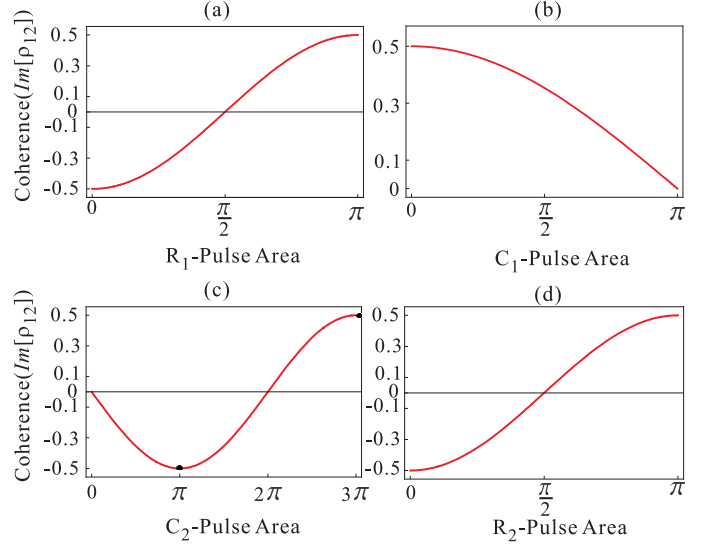 (a)
(b)
Coherence(Im[ρ12])
0.5
0.3
0.1
0
-0.1
-0.3
-0.5
0
π/2
π
R1-Pulse Area
0.5
0.3
0.1
0
0
π/2
π
C1-Pulse Area
(c)
(d)
Coherence(Im[ρ12])
0.5
0.3
0.1
0
-0.1
-0.3
-0.5
0
π
2π
3π
C2-Pulse Area
0.5
0.3
0.1
0
-0.1
-0.3
-0.5
0
π/2
π
R2-Pulse Area